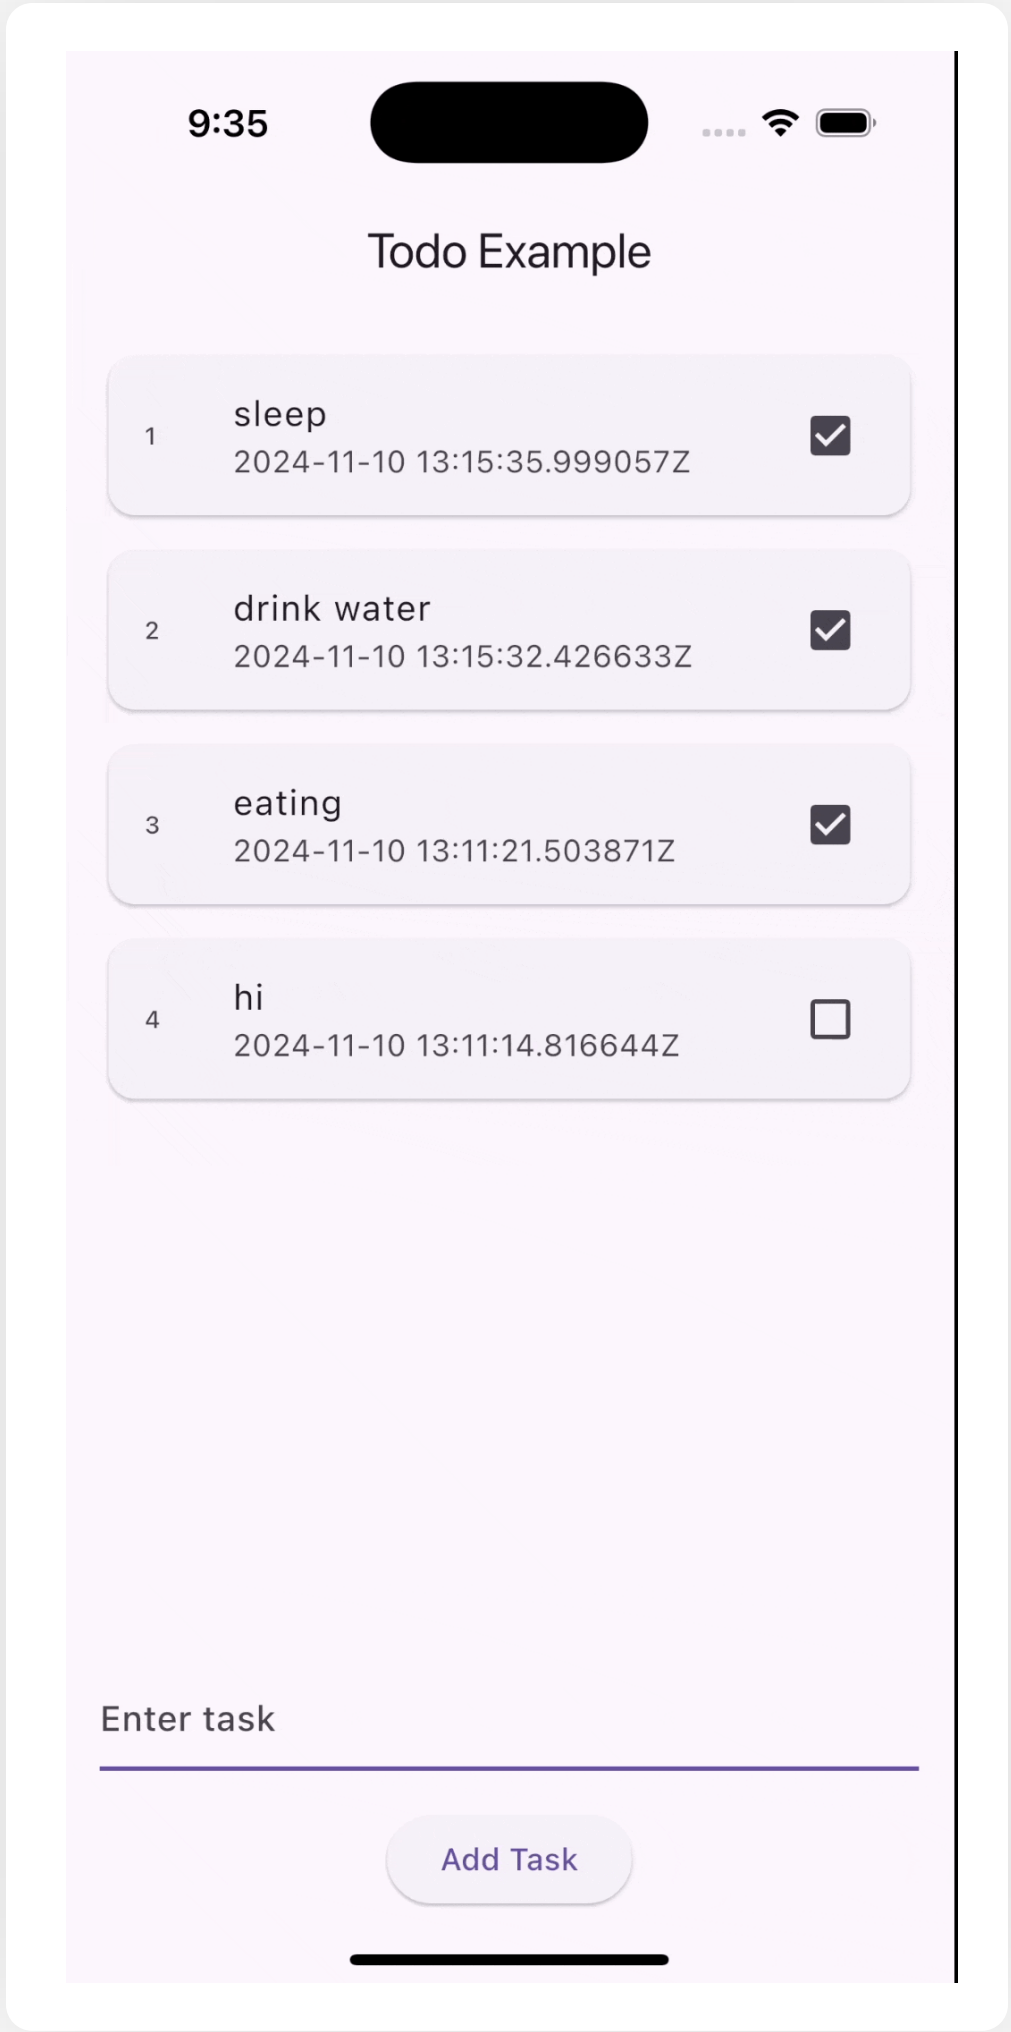 9:35
Todo Example
1
sleep
2024-11-10 13:15:35.999057Z
2
drink water
2024-11-10 13:15:32.426633Z
3
eating
2024-11-10 13:11:21.503871Z
4
hi
2024-11-10 13:11:14.816644Z
Enter task
Add Task